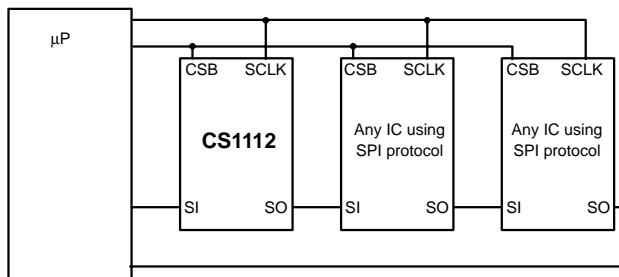 μP
CSB SCLK
CSB SCLK
CSB SCLK
CS1112
Any IC using
SPI protocol
Any IC using
SPI protocol
SI SO
SI SO
SI SO